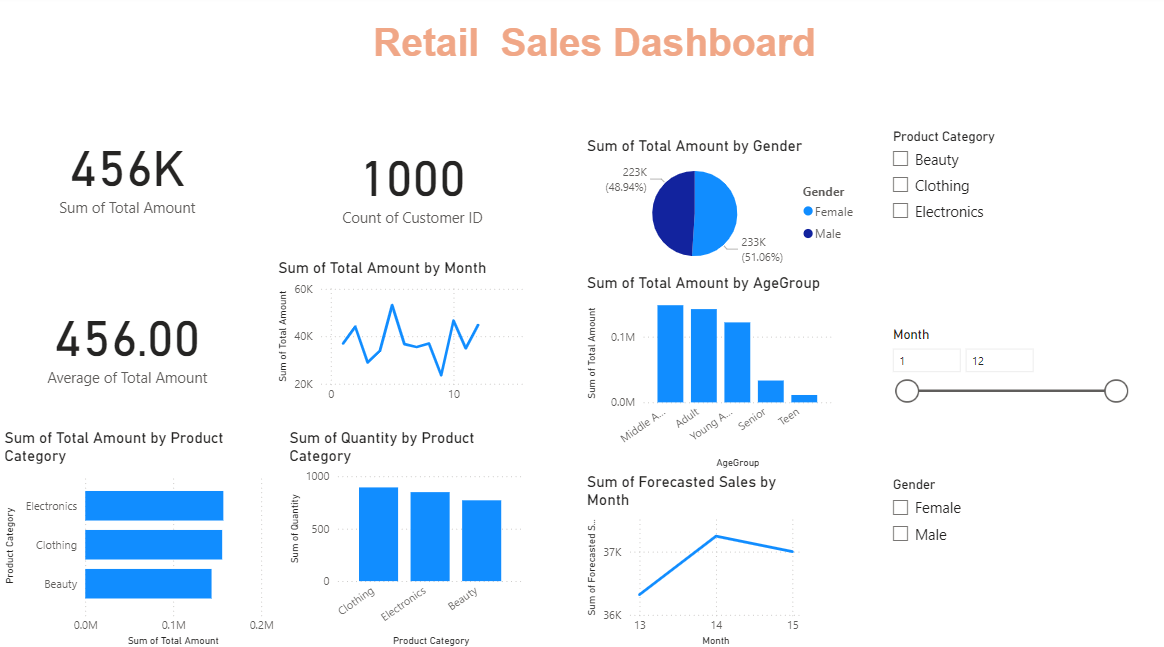 Retail  Sales Dashboard
456K
Sum of Total Amount
1000
Count of Customer ID
456.00
Average of Total Amount
Sum of Total Amount by Month
Sum of Total Amount
60K
40K
20K
0
10
Sum of Total Amount by Product
Category
Product Category
Electronics
Clothing
Beauty
0.0M
0.1M
0.2M
Sum of Total Amount
Sum of Quantity by Product
Category
Sum of Quantity
1000
500
0
Clothing
Electronics
Beauty
Product Category
Sum of Total Amount by Gender
223K
(48.94%)
233K
(51.06%)
Gender
Female
Male
Sum of Total Amount by AgeGroup
Sum of Total Amount
0.1M
0.0M
Middle A...
Adult
Young A...
Senior
Teen
AgeGroup
Sum of Forecasted Sales by
Month
Sum of Forecasted S...
37K
36K
13
14
15
Month
Product Category
Beauty
Clothing
Electronics
Month
1
12
Gender
Female
Male